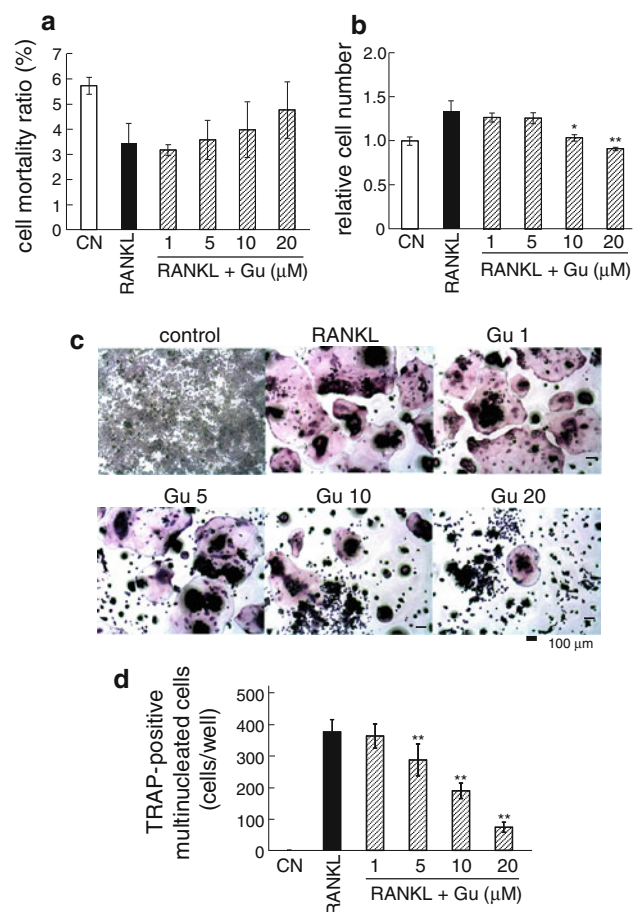 a
cell mortality ratio (%)
7
6
5
4
3
2
1
0
CN
RANKL
1 5 10 20
RANKL + Gu (μM)
b
relative cell number
2.0
1.5
1.0
0.5
0
*
**
CN
RANKL
1 5 10 20
RANKL + Gu (μM)
c
control RANKL Gu 1
Gu 5 Gu 10 Gu 20
100 μm
d
TRAP-positive
multinucleated cells
(cells/well)
500
400
300
200
100
0
**
**
**
CN
RANKL
1 5 10 20
RANKL + Gu (μM)